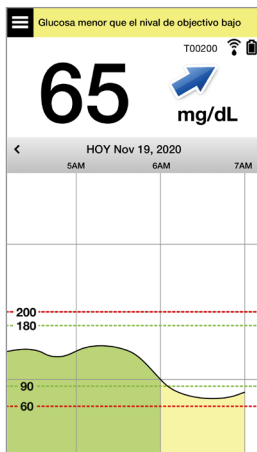 Glucosa menor que el nival de objectivo bajo
T00200
65
mg/dL
< HOY Nov 19, 2020
5AM 6AM 7AM
200
180
90
60